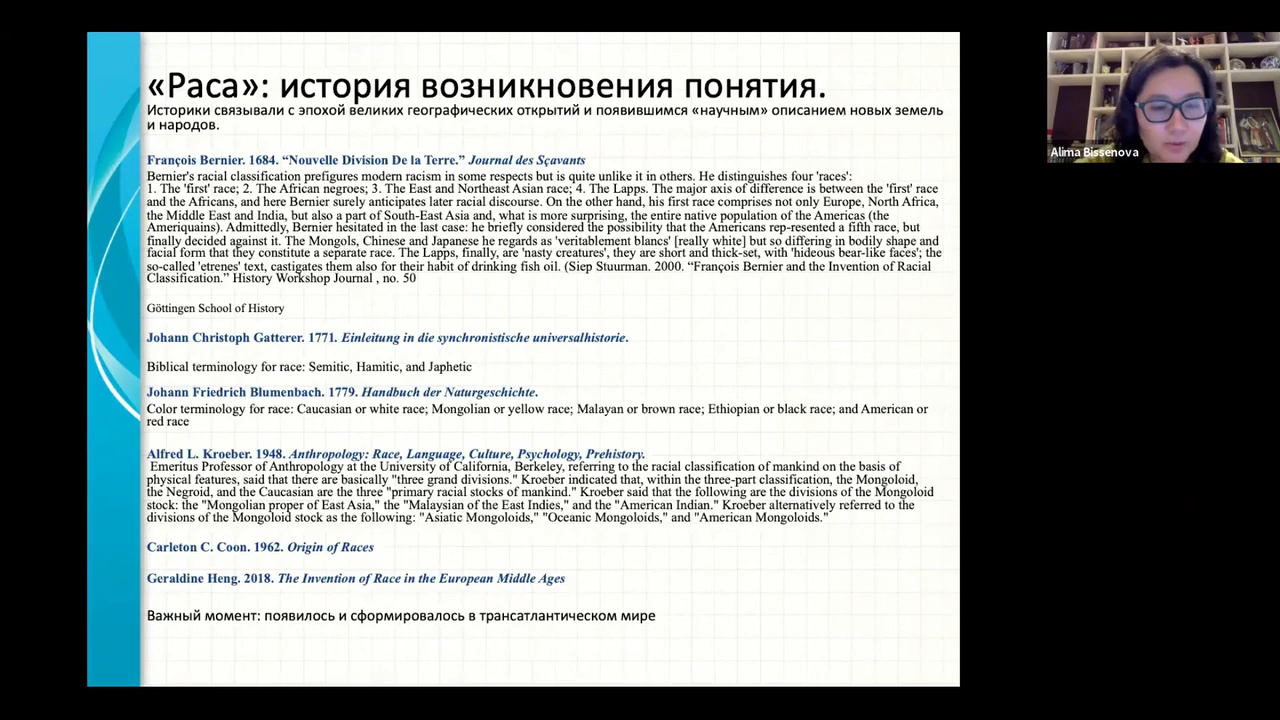 «Раса»: история возникновения понятия.
Историки связывали с эпохой великих географических открытий и появившимся «научным» описанием новых земель
и народов.
François Bernier. 1684. “Nouvelle Division De la Terre.” Journal des Sçavants
Bernier's racial classification prefigures modern racism in some respects but is quite unlike it in others. He distinguishes four 'races':
1. The 'first' race; 2. The African negroes; 3. The East and Northeast Asian race; 4. The Lapps. The major axis of difference is between the 'first' race
and the Africans, and here Bernier surely anticipates later racial discourse. On the other hand, his first race comprises not only Europe, North Africa,
the Middle East and India, but also a part of South-East Asia and, what is more surprising, the entire native population of the Americas (the
Ameriquains). Admittedly, Bernier hesitated in the last case: he briefly considered the possibility that the Americans rep-resented a fifth race, but
finally decided against it. The Mongols, Chinese and Japanese he regards as 'veritablement blancs' [really white] but so differing in bodily shape and
facial form that they constitute a separate race. The Lapps, finally, are 'nasty creatures', they are short and thick-set, with 'hideous bear-like faces'; the
so-called 'etrenes' text, castigates them also for their habit of drinking fish oil. (Siep Stuurman. 2000. “François Bernier and the Invention of Racial
Classification.” History Workshop Journal , no. 50
Göttingen School of History
Johann Christoph Gatterer. 1771. Einleitung in die synchronistische universalhistorie.
Biblical terminology for race: Semitic, Hamitic, and Japhetic
Johann Friedrich Blumenbach. 1779. Handbuch der Naturgeschichte.
Color terminology for race: Caucasian or white race; Mongolian or yellow race; Malayan or brown race; Ethiopian or black race; and American or
red race
Alfred L. Kroeber. 1948. Anthropology: Race, Language, Culture, Psychology, Prehistory.
Emeritus Professor of Anthropology at the University of California, Berkeley, referring to the racial classification of mankind on the basis of
physical features, said that there are basically "three grand divisions." Kroeber indicated that, within the three-part classification, the Mongoloid,
the Negroid, and the Caucasian are the three "primary racial stocks of mankind." Kroeber said that the following are the divisions of the Mongoloid
stock: the "Mongolian proper of East Asia," the "Malaysian of the East Indies," and the "American Indian." Kroeber alternatively referred to the
divisions of the Mongoloid stock as the following: "Asiatic Mongoloids," "Oceanic Mongoloids," and "American Mongoloids."
Carleton C. Coon. 1962. Origin of Races
Geraldine Heng. 2018. The Invention of Race in the European Middle Ages
Важный момент: появилось и сформировалось в трансатлантическом мире
Alima Bissenova